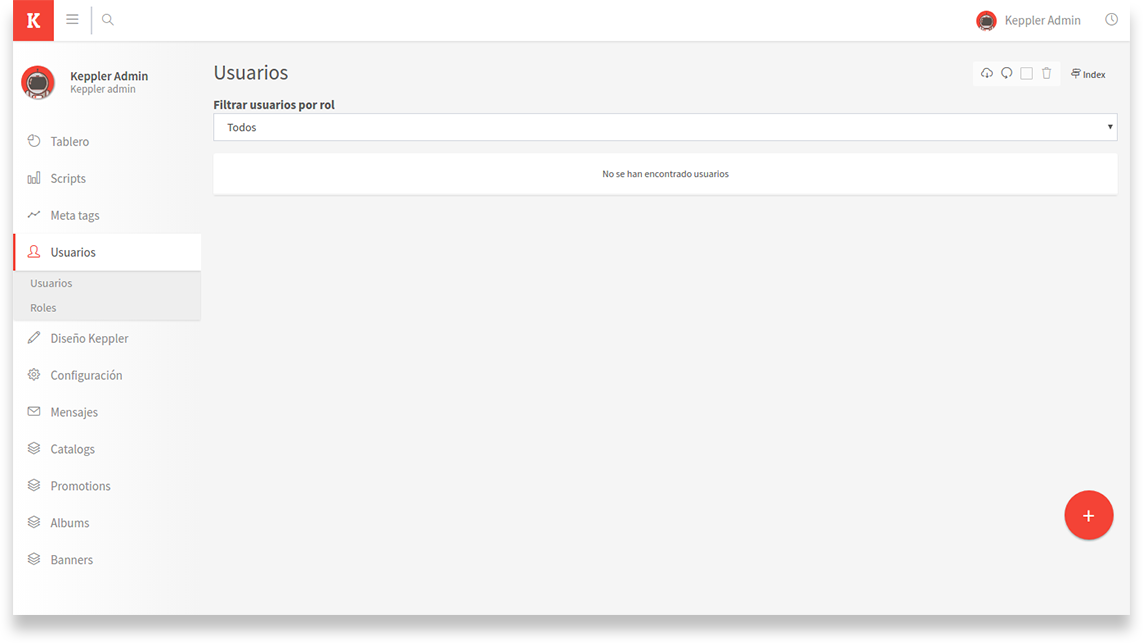 K
Keppler Admin
Keppler Admin
Keppler admin
Tablero
Scripts
Meta tags
Usuarios
Usuarios
Roles
Diseño Keppler
Configuración
Mensajes
Catalogs
Promotions
Albums
Banners
Usuarios
Index
Filtrar usuarios por rol
Todos
No se han encontrado usuarios
+